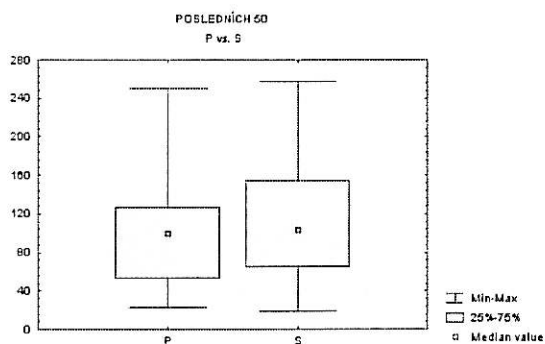 POSLEDNÍCH 50
P vs. S
280
240
200
160
120
80
40
0
P S
Min-Max
25%-75%
Median value